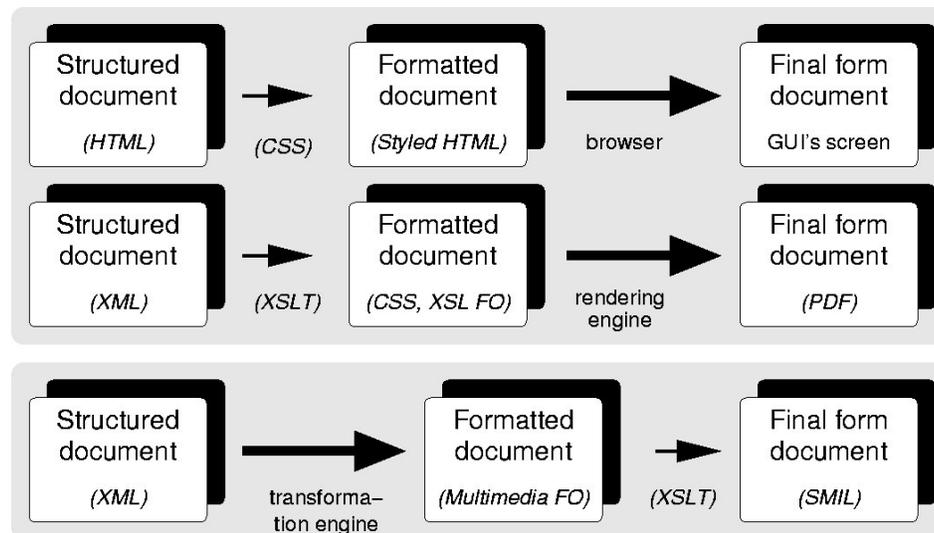 Structured
document
(HTML)
(CSS)
Formatted
document
(Styled HTML)
browser
Final form
document
GUI's screen
Structured
document
(XML)
(XSLT)
Formatted
document
(CSS, XSL FO)
rendering
engine
Final form
document
(PDF)
Structured
document
(XML)
transforma–
tion engine
Formatted
document
(Multimedia FO)
(XSLT)
Final form
document
(SMIL)